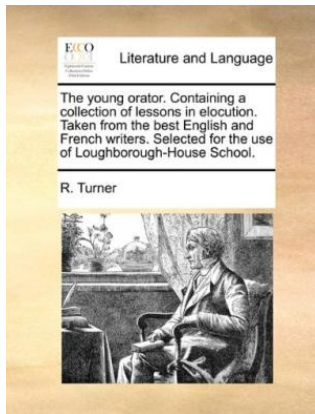 ECCO
Literature and Language
The young orator. Containing a
collection of lessons in elocution.
Taken from the best English and
French writers. Selected for the use
of Loughborough-House School.
R. Turner